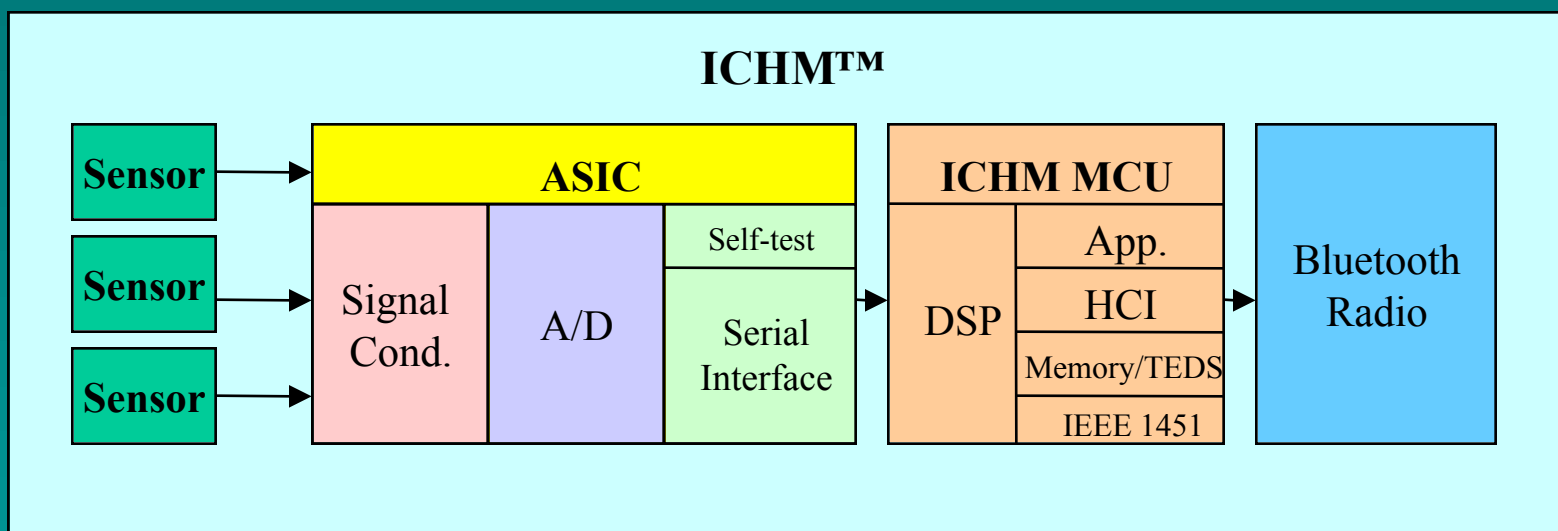 ICHM™
Sensor
Sensor
Sensor
ASIC
Signal
Cond.
A/D
Self-test
Serial
Interface
ICHM MCU
DSP
App.
HCI
Memory/TEDS
IEEE 1451
Bluetooth
Radio